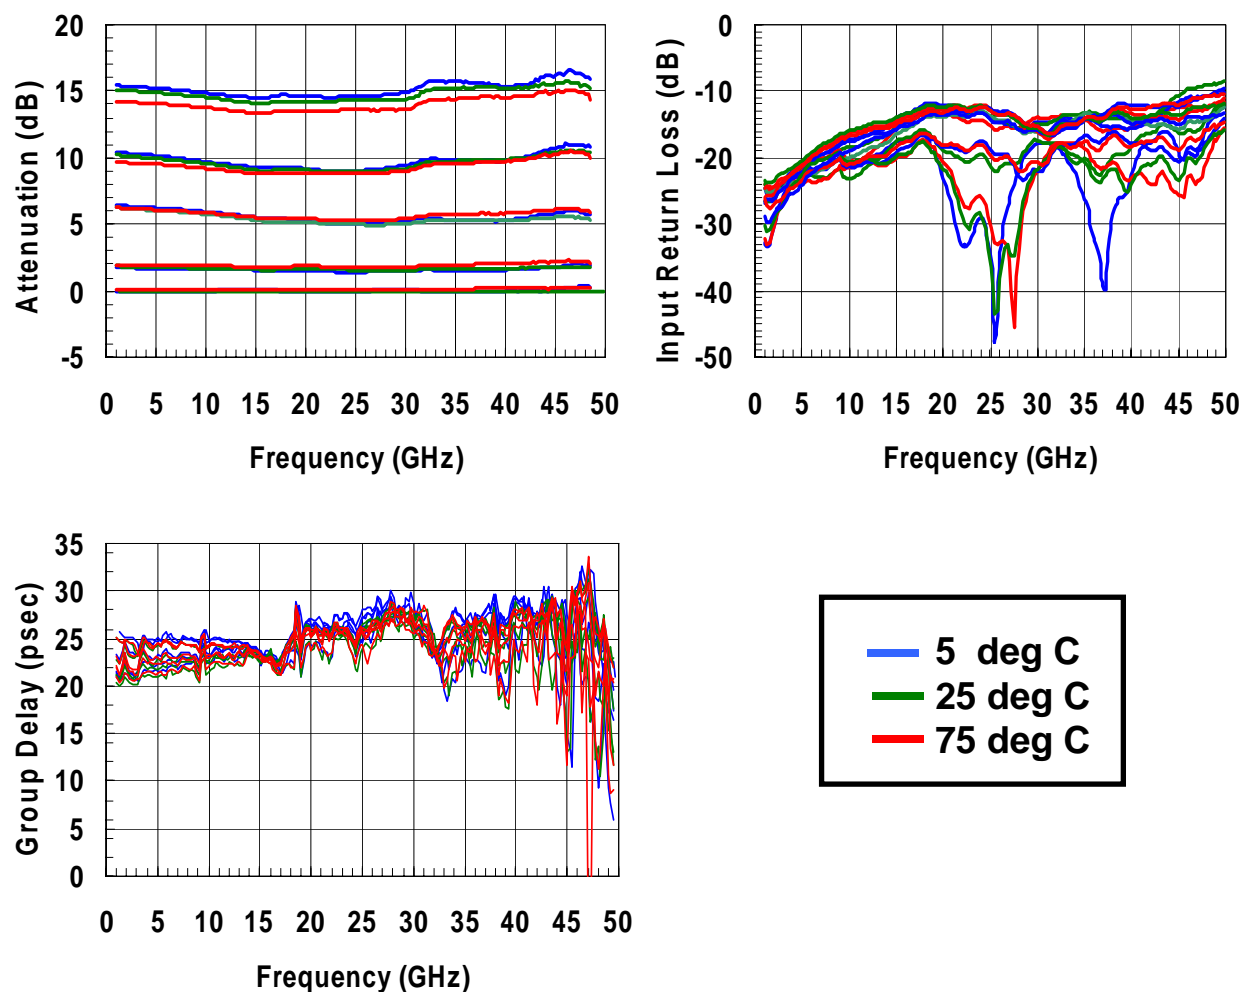 Attenuation (dB)
20
15
10
5
0
-5
0 5 10 15 20 25 30 35 40 45 50
Frequency (GHz)
Input Return Loss (dB)
0
-10
-20
-30
-40
-50
0 5 10 15 20 25 30 35 40 45 50
Frequency (GHz)
Group Delay (psec)
35
30
25
20
15
10
5
0
0 5 10 15 20 25 30 35 40 45 50
Frequency (GHz)
5 deg C
25 deg C
75 deg C